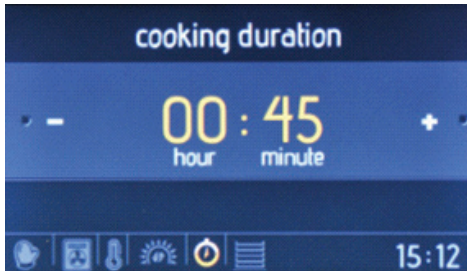 cooking duration
- 00 : 45 +
hour minute
15:12